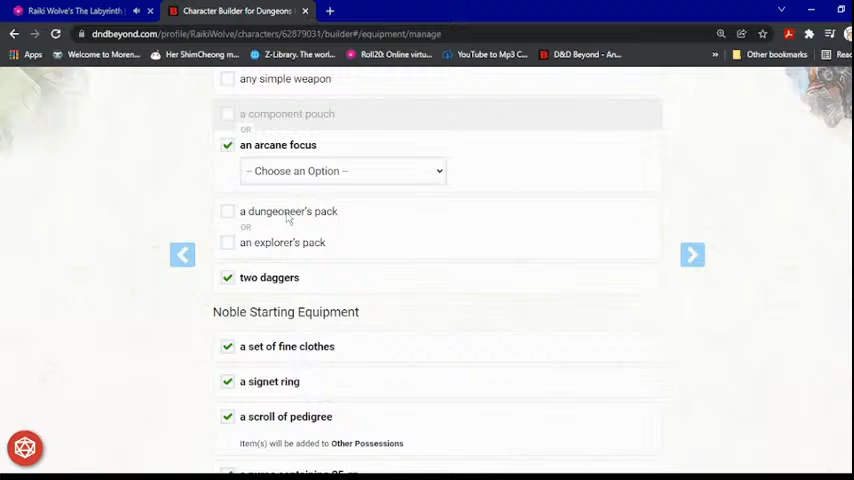 Raiki Wolve's The Labyrinth |
Character Builder for Dungeons
dndbeyond.com/profile/RaikiWolve/characters/62879031/builder#/equipment/manage
Apps
Welcome to Moren...
Her ShimCheong m...
Z-Library. The worl...
Roll20: Online virtu...
YouTube to Mp3 C...
D&D Beyond - An...
»
Other bookmarks
Reac
any simple weapon
a component pouch
OR
an arcane focus
-- Choose an Option --
a dungeoneer's pack
OR
an explorer's pack
two daggers
Noble Starting Equipment
a set of fine clothes
a signet ring
a scroll of pedigree
Item(s) will be added to Other Possessions